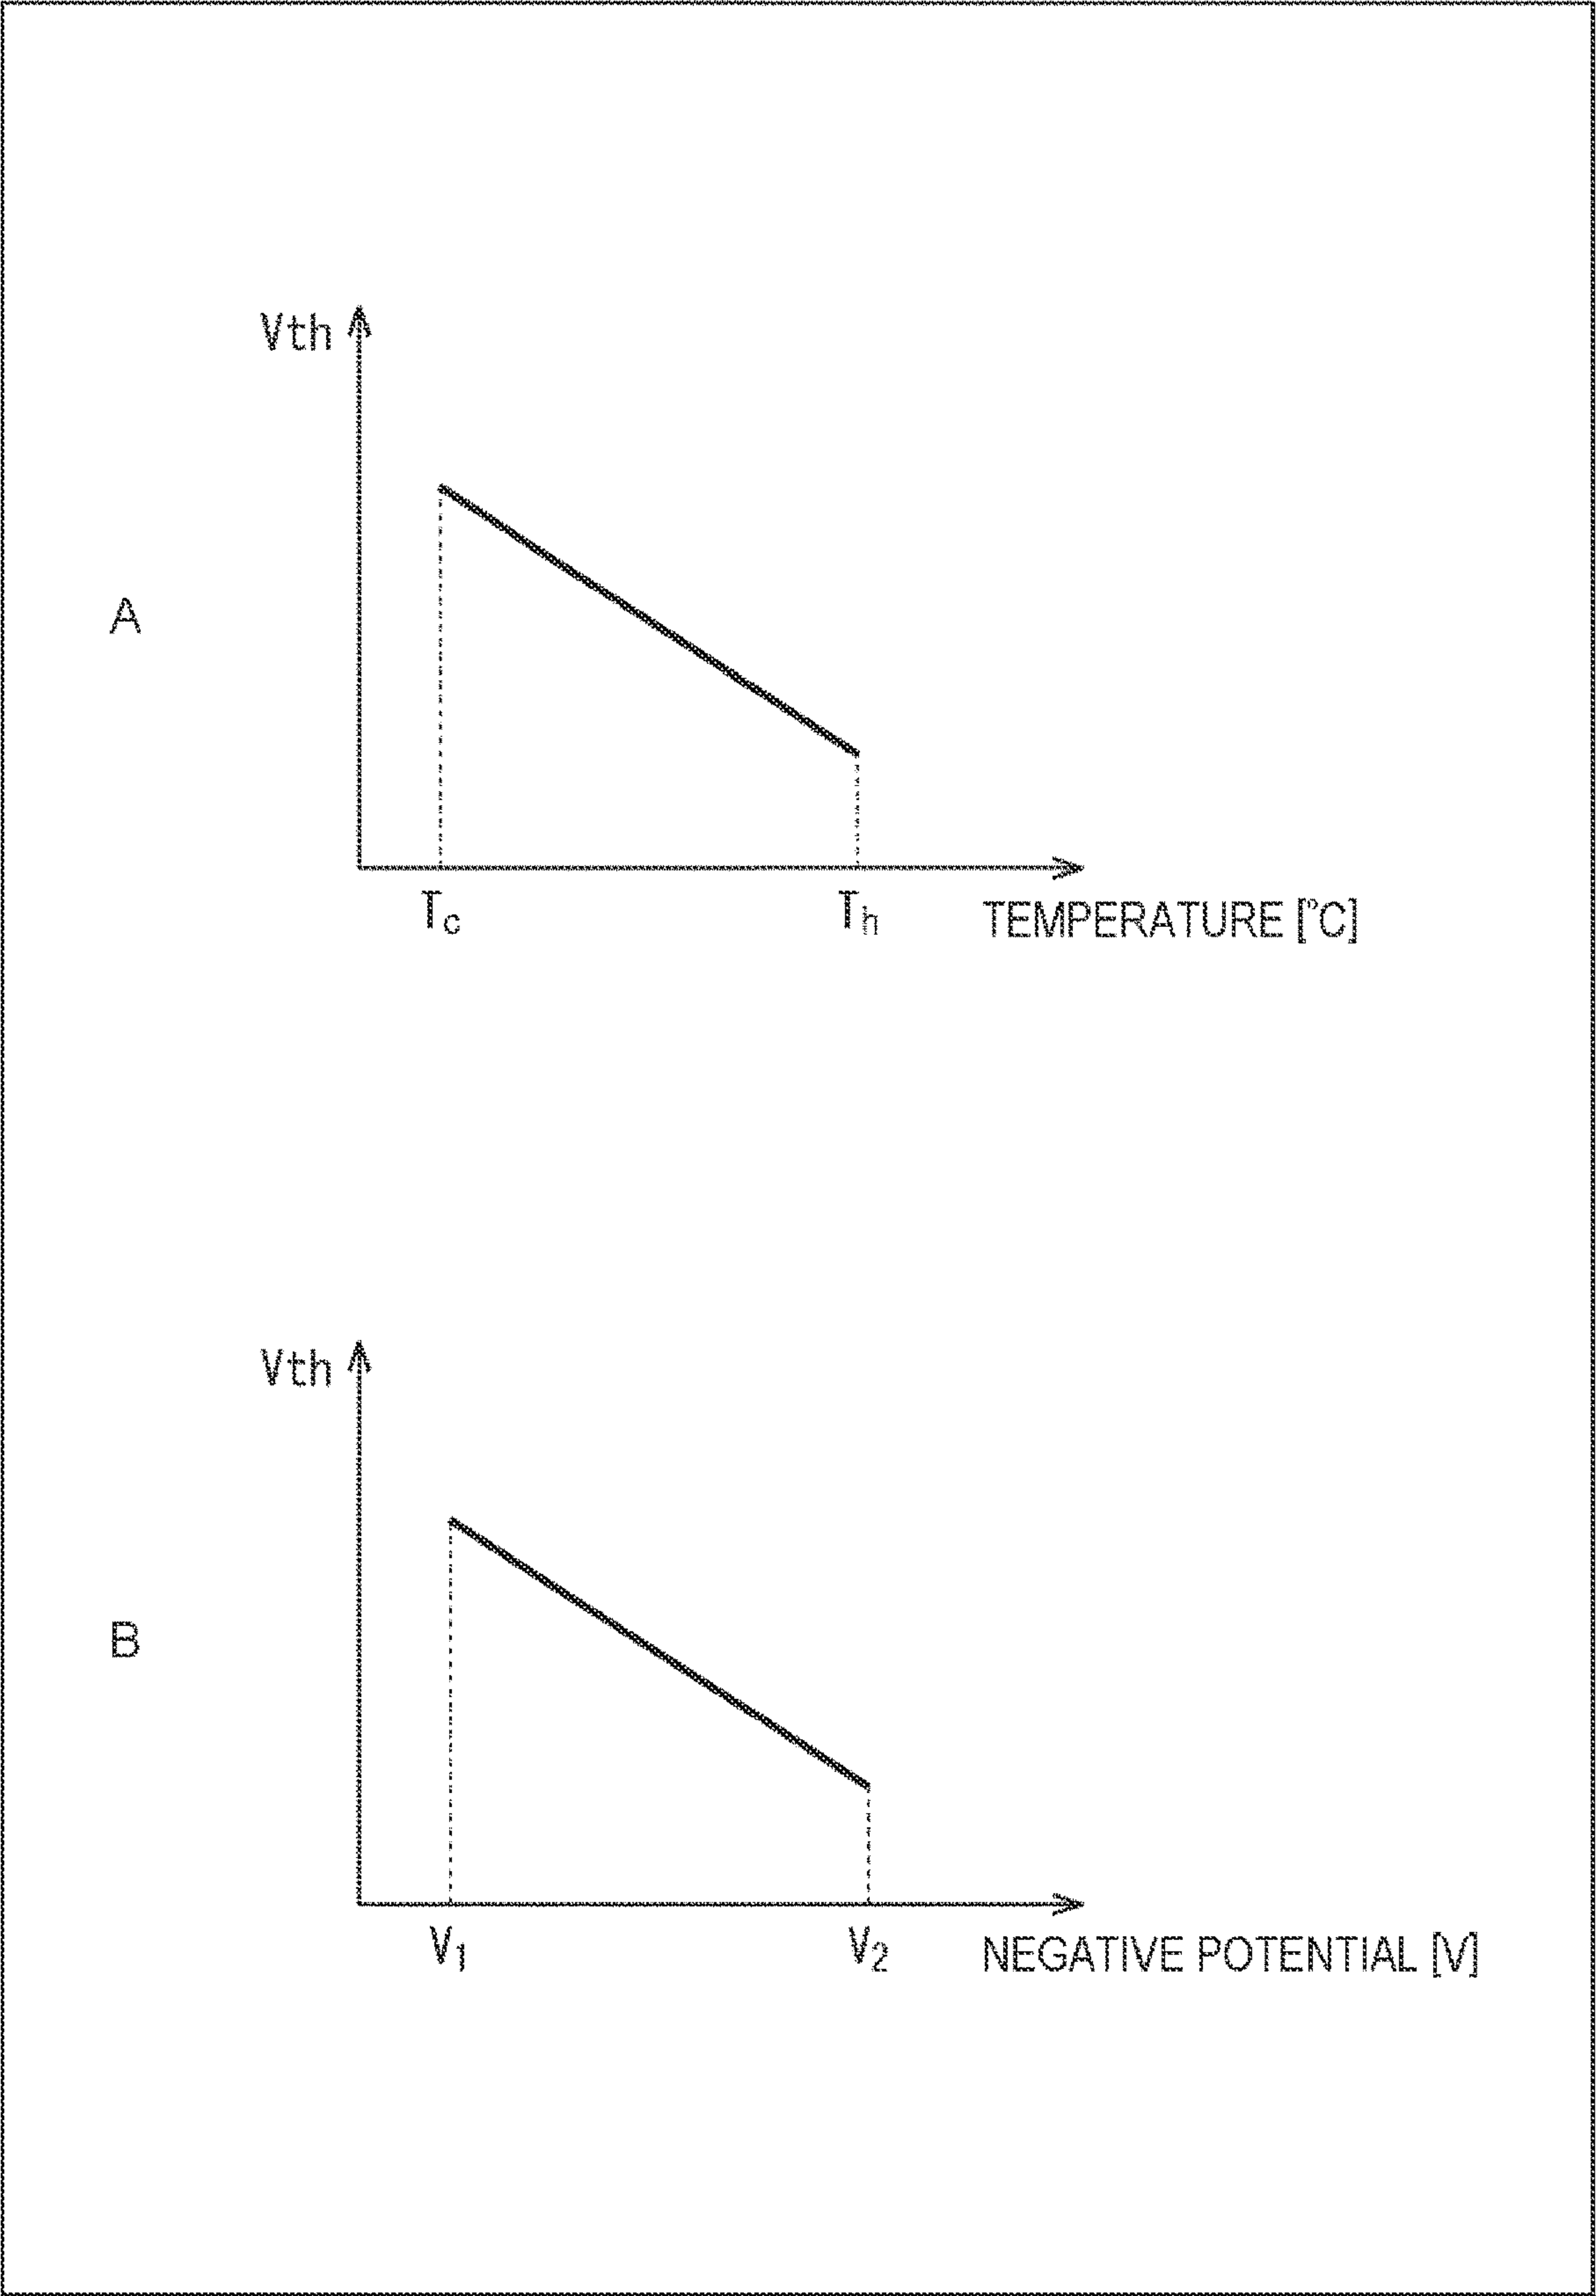 Vth
A
Tc
Th
TEMPERATURE [°C]
Vth
B
V1
V2
NEGATIVE POTENTIAL [V]